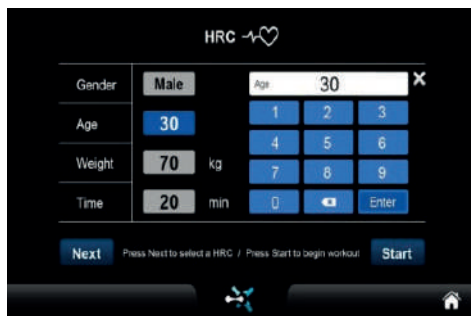 HRC
Gender Male Age 30 X
Age 30 1 2 3
4 5 6
Weight 70 kg 7 8 9
Time 20 min 0 Enter
Next Press Next to select a HRC / Press Start to begin workout Start